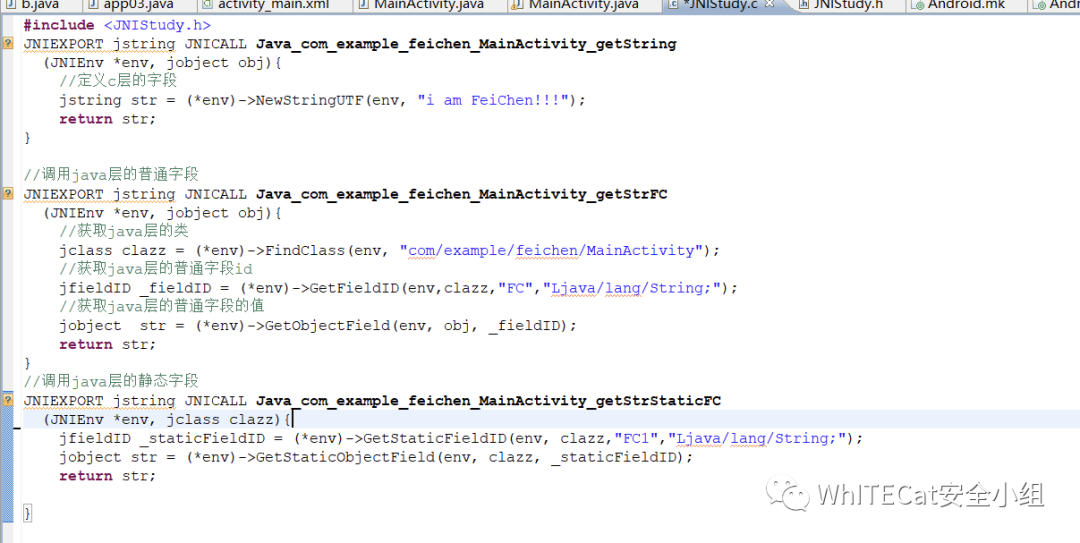 b.java app03.java activity_main.xml MainActivity.java MainActivity.java *JNIStudy.c JNIStudy.h Android.mk
#include <JNIStudy.h>
JNIEXPORT jstring JNICALL Java_com_example_feichen_MainActivity_getString
(JNIEnv *env, jobject obj){
//定义c层的字段
jstring str = (*env)->NewStringUTF(env, "i am FeiChen!!!");
return str;
}
//调用java层的普通字段
JNIEXPORT jstring JNICALL Java_com_example_feichen_MainActivity_getStrFC
(JNIEnv *env, jobject obj){
//获取java层的类
jclass clazz = (*env)->FindClass(env, "com/example/feichen/MainActivity");
//获取java层的普通字段id
jfieldID _fieldID = (*env)->GetFieldID(env,clazz,"FC","Ljava/lang/String;");
//获取java层的普通字段的值
jobject  str = (*env)->GetObjectField(env, obj, _fieldID);
return str;
}
//调用java层的静态字段
JNIEXPORT jstring JNICALL Java_com_example_feichen_MainActivity_getStrStaticFC
(JNIEnv *env, jclass clazz){
jfieldID _staticFieldID = (*env)->GetStaticFieldID(env, clazz,"FC1","Ljava/lang/String;");
jobject str = (*env)->GetStaticObjectField(env, clazz, _staticFieldID);
return str;
}
WhITECat安全小组